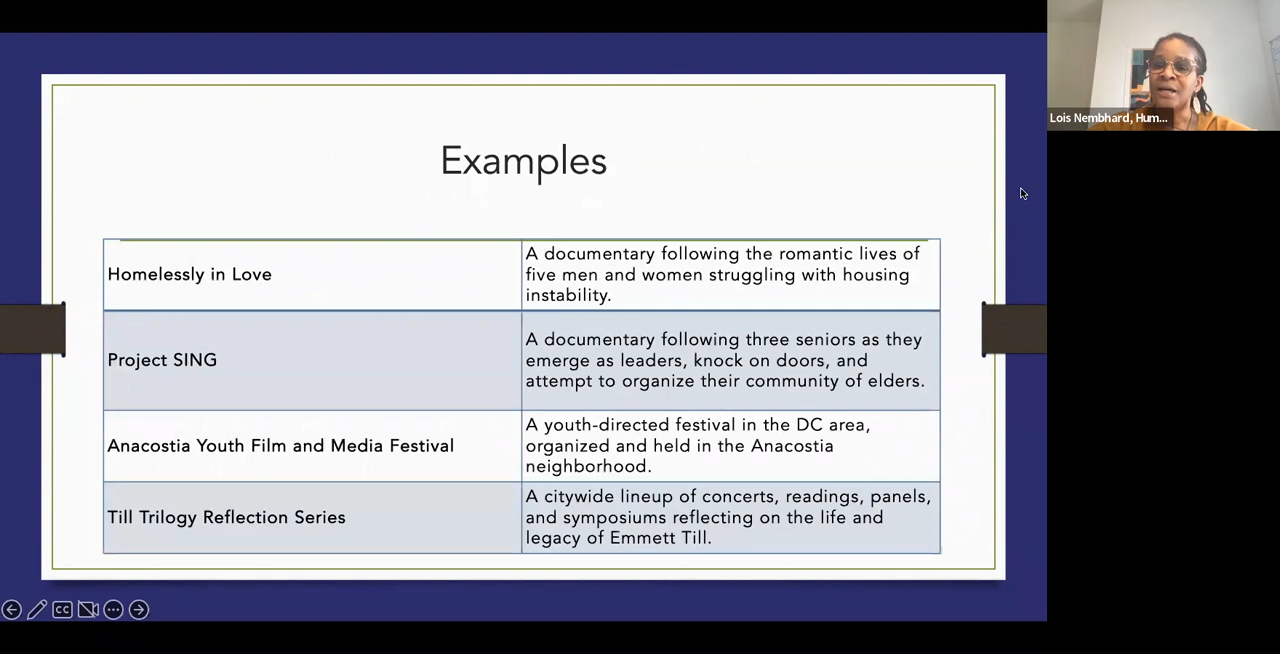 Examples
Homelessly in Love
A documentary following the romantic lives of
five men and women struggling with housing
instability.
Project SING
A documentary following three seniors as they
emerge as leaders, knock on doors, and
attempt to organize their community of elders.
Anacostia Youth Film and Media Festival
A youth-directed festival in the DC area,
organized and held in the Anacostia
neighborhood.
Till Trilogy Reflection Series
A citywide lineup of concerts, readings, panels,
and symposiums reflecting on the life and
legacy of Emmett Till.
Lois Nembhard, Hum...
CC